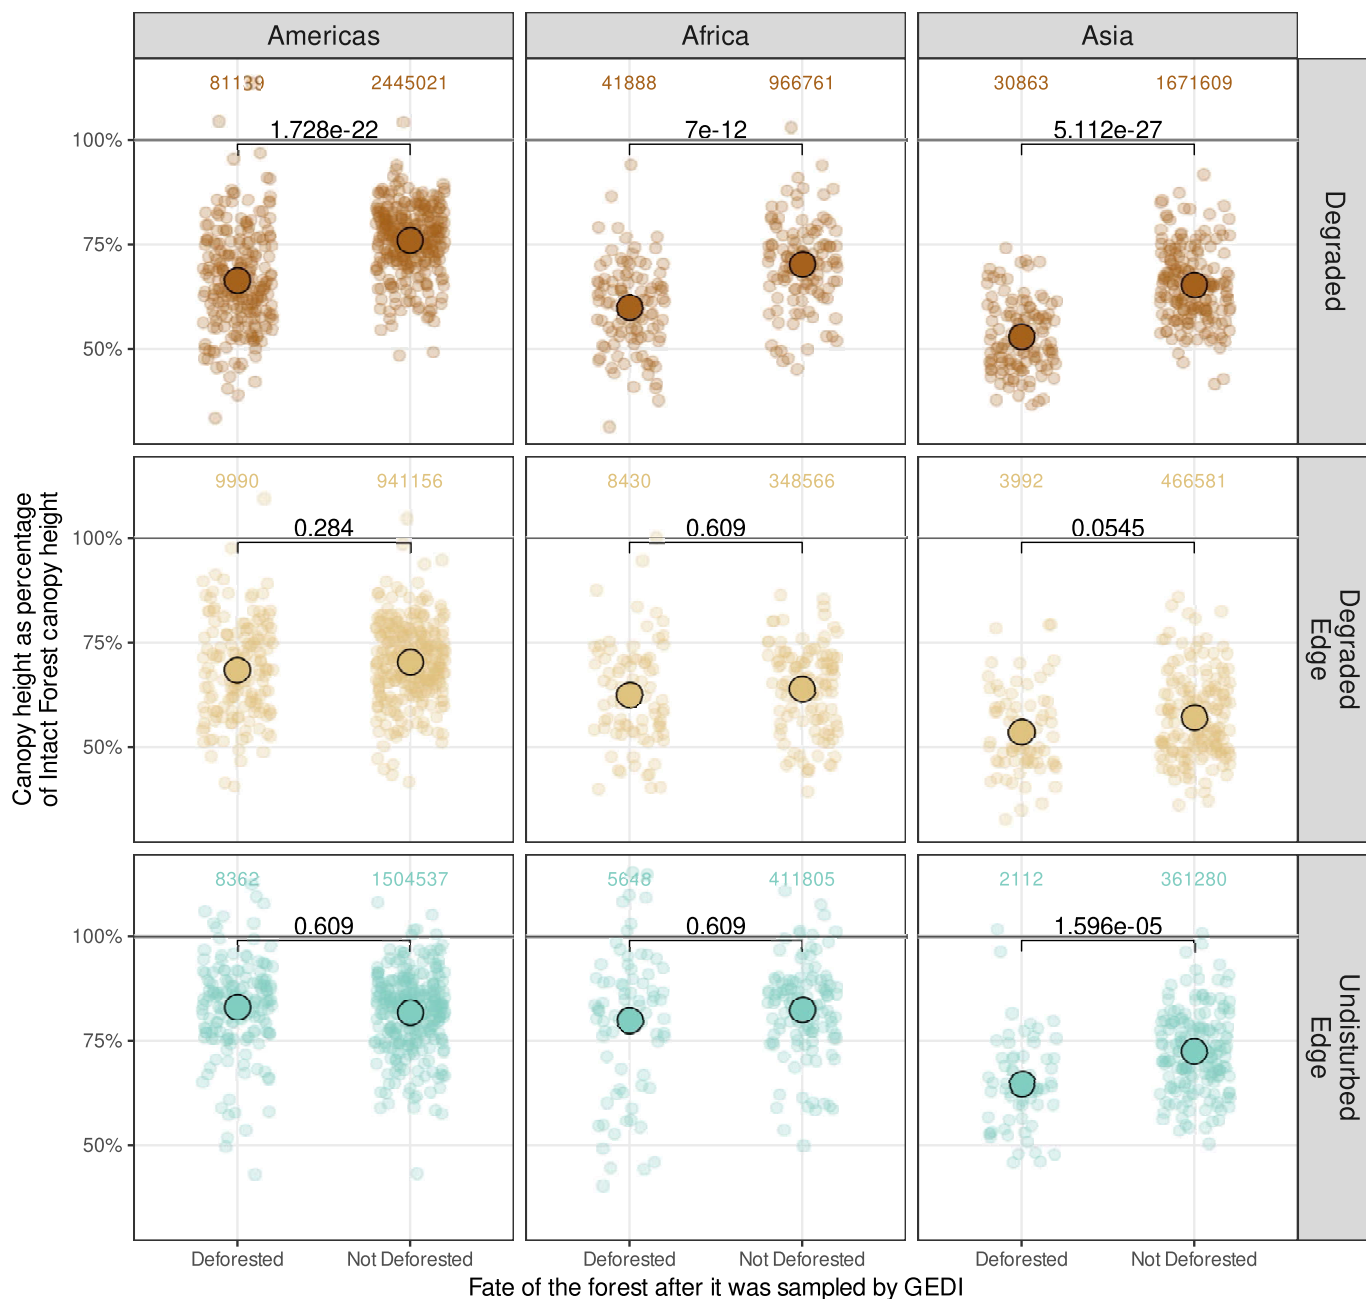 Americas
Africa
Asia
81139
2445021
41888
966761
30863
1671609
1.728e-22
7e-12
5.112e-27
100%
75%
50%
Degraded
9990
941156
8430
348566
3992
466581
0.284
0.609
0.0545
100%
75%
50%
Degraded
Edge
Canopy height as percentage
of Intact Forest canopy height
8362
1504537
5648
411805
2112
361280
0.609
0.609
1.596e-05
100%
75%
50%
Undisturbed
Edge
Deforested
Not Deforested
Deforested
Not Deforested
Deforested
Not Deforested
Fate of the forest after it was sampled by GEDI